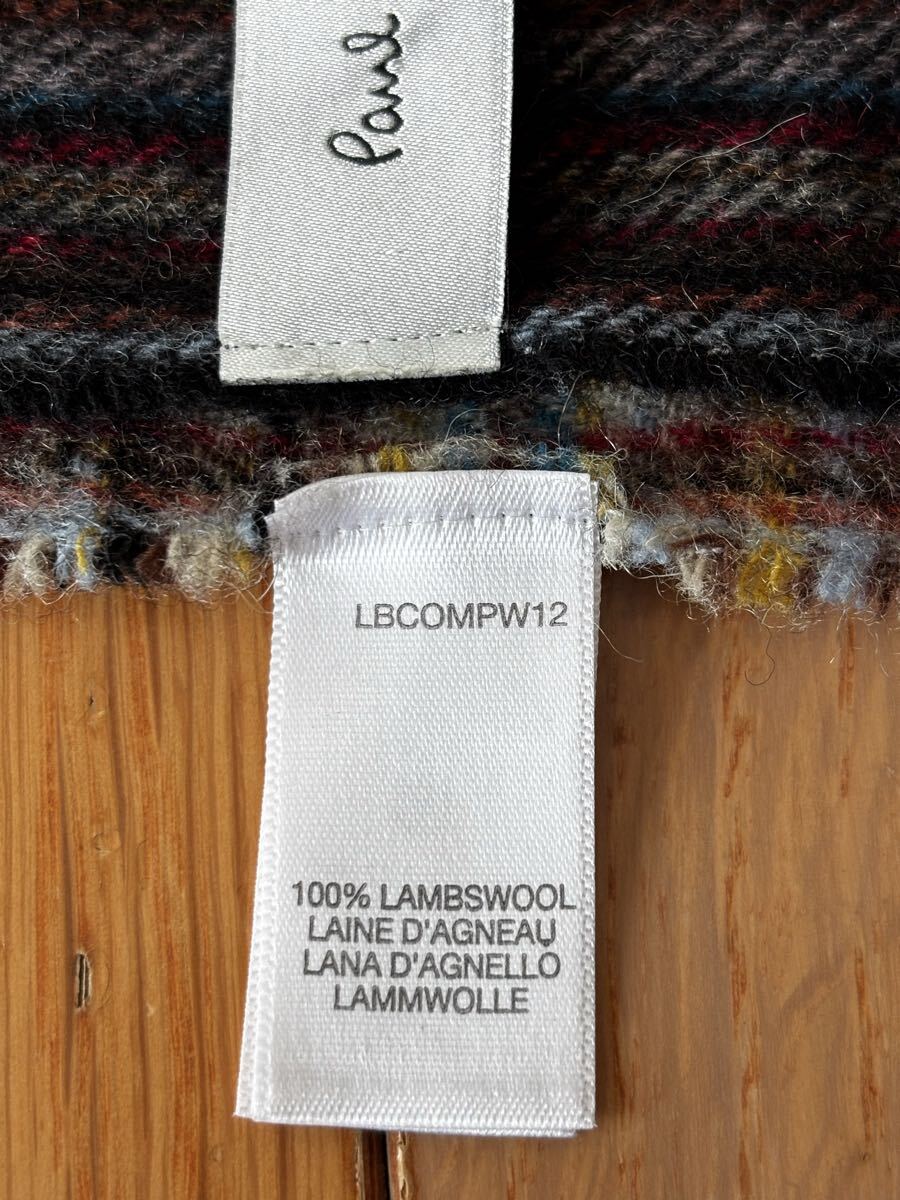 Paul
LBCOMPW12
100% LAMBSWOOL
LAINE D'AGNEAU
LANA D'AGNELLO
LAMMWOLLE